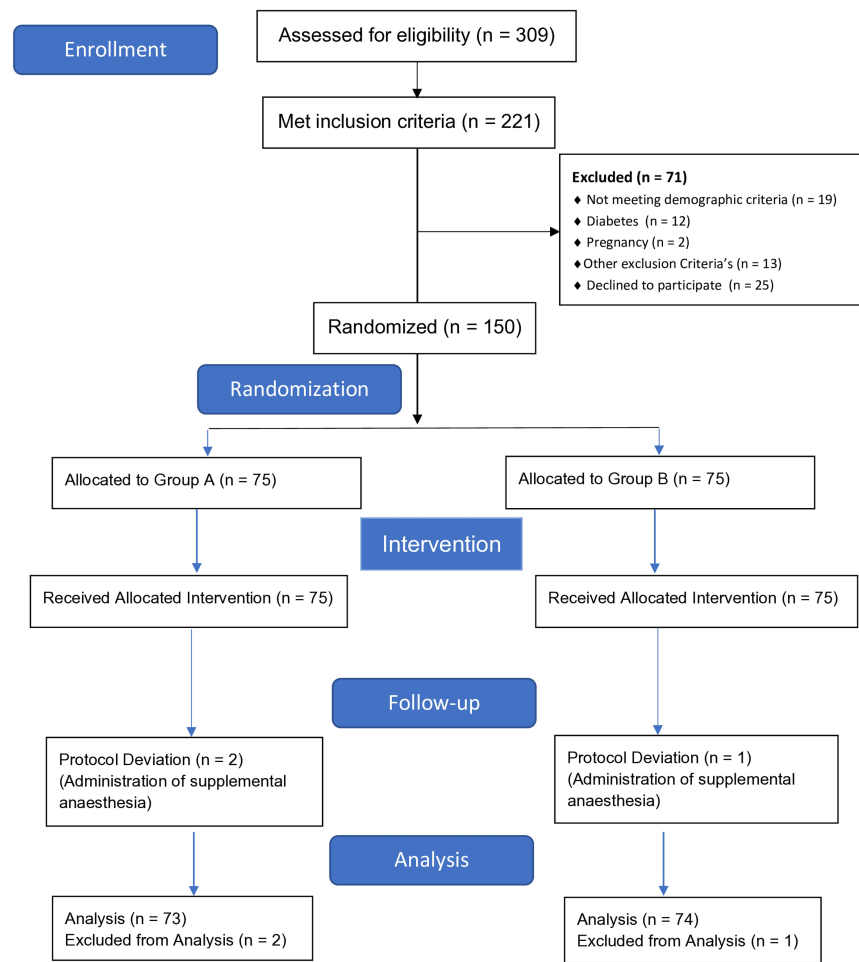 Enrollment
Assessed for eligibility (n = 309)
Met inclusion criteria (n = 221)
Excluded (n = 71)
♦ Not meeting demographic criteria (n = 19)
♦ Diabetes (n = 12)
♦ Pregnancy (n = 2)
♦Other exclusion Criteria's (n = 13)
♦ Declined to participate (n = 25)
Randomized (n = 150)
Randomization
Allocated to Group A (n = 75)
Allocated to Group B (n = 75)
Intervention
Received Allocated Intervention (n = 75)
Received Allocated Intervention (n = 75)
Follow-up
Protocol Deviation (n = 2)
(Administration of supplemental
anaesthesia)
Protocol Deviation (n = 1)
(Administration of supplemental
anaesthesia)
Analysis
Analysis (n = 73)
Excluded from Analysis (n = 2)
Analysis (n = 74)
Excluded from Analysis (n = 1)